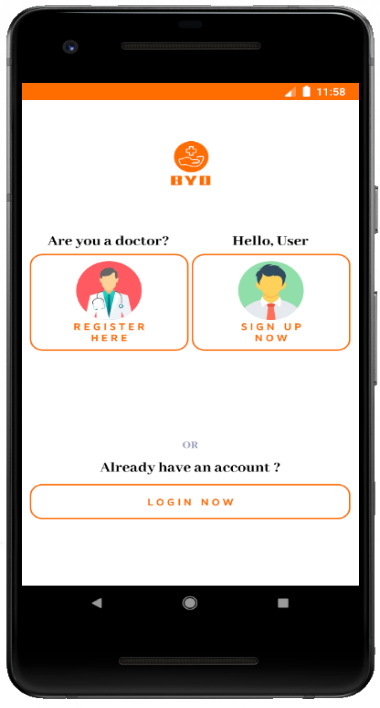 11:58
BYD
Are you a doctor?
Hello, User
REGISTER
HERE
SIGN UP
NOW
OR
Already have an account ?
LOGIN NOW